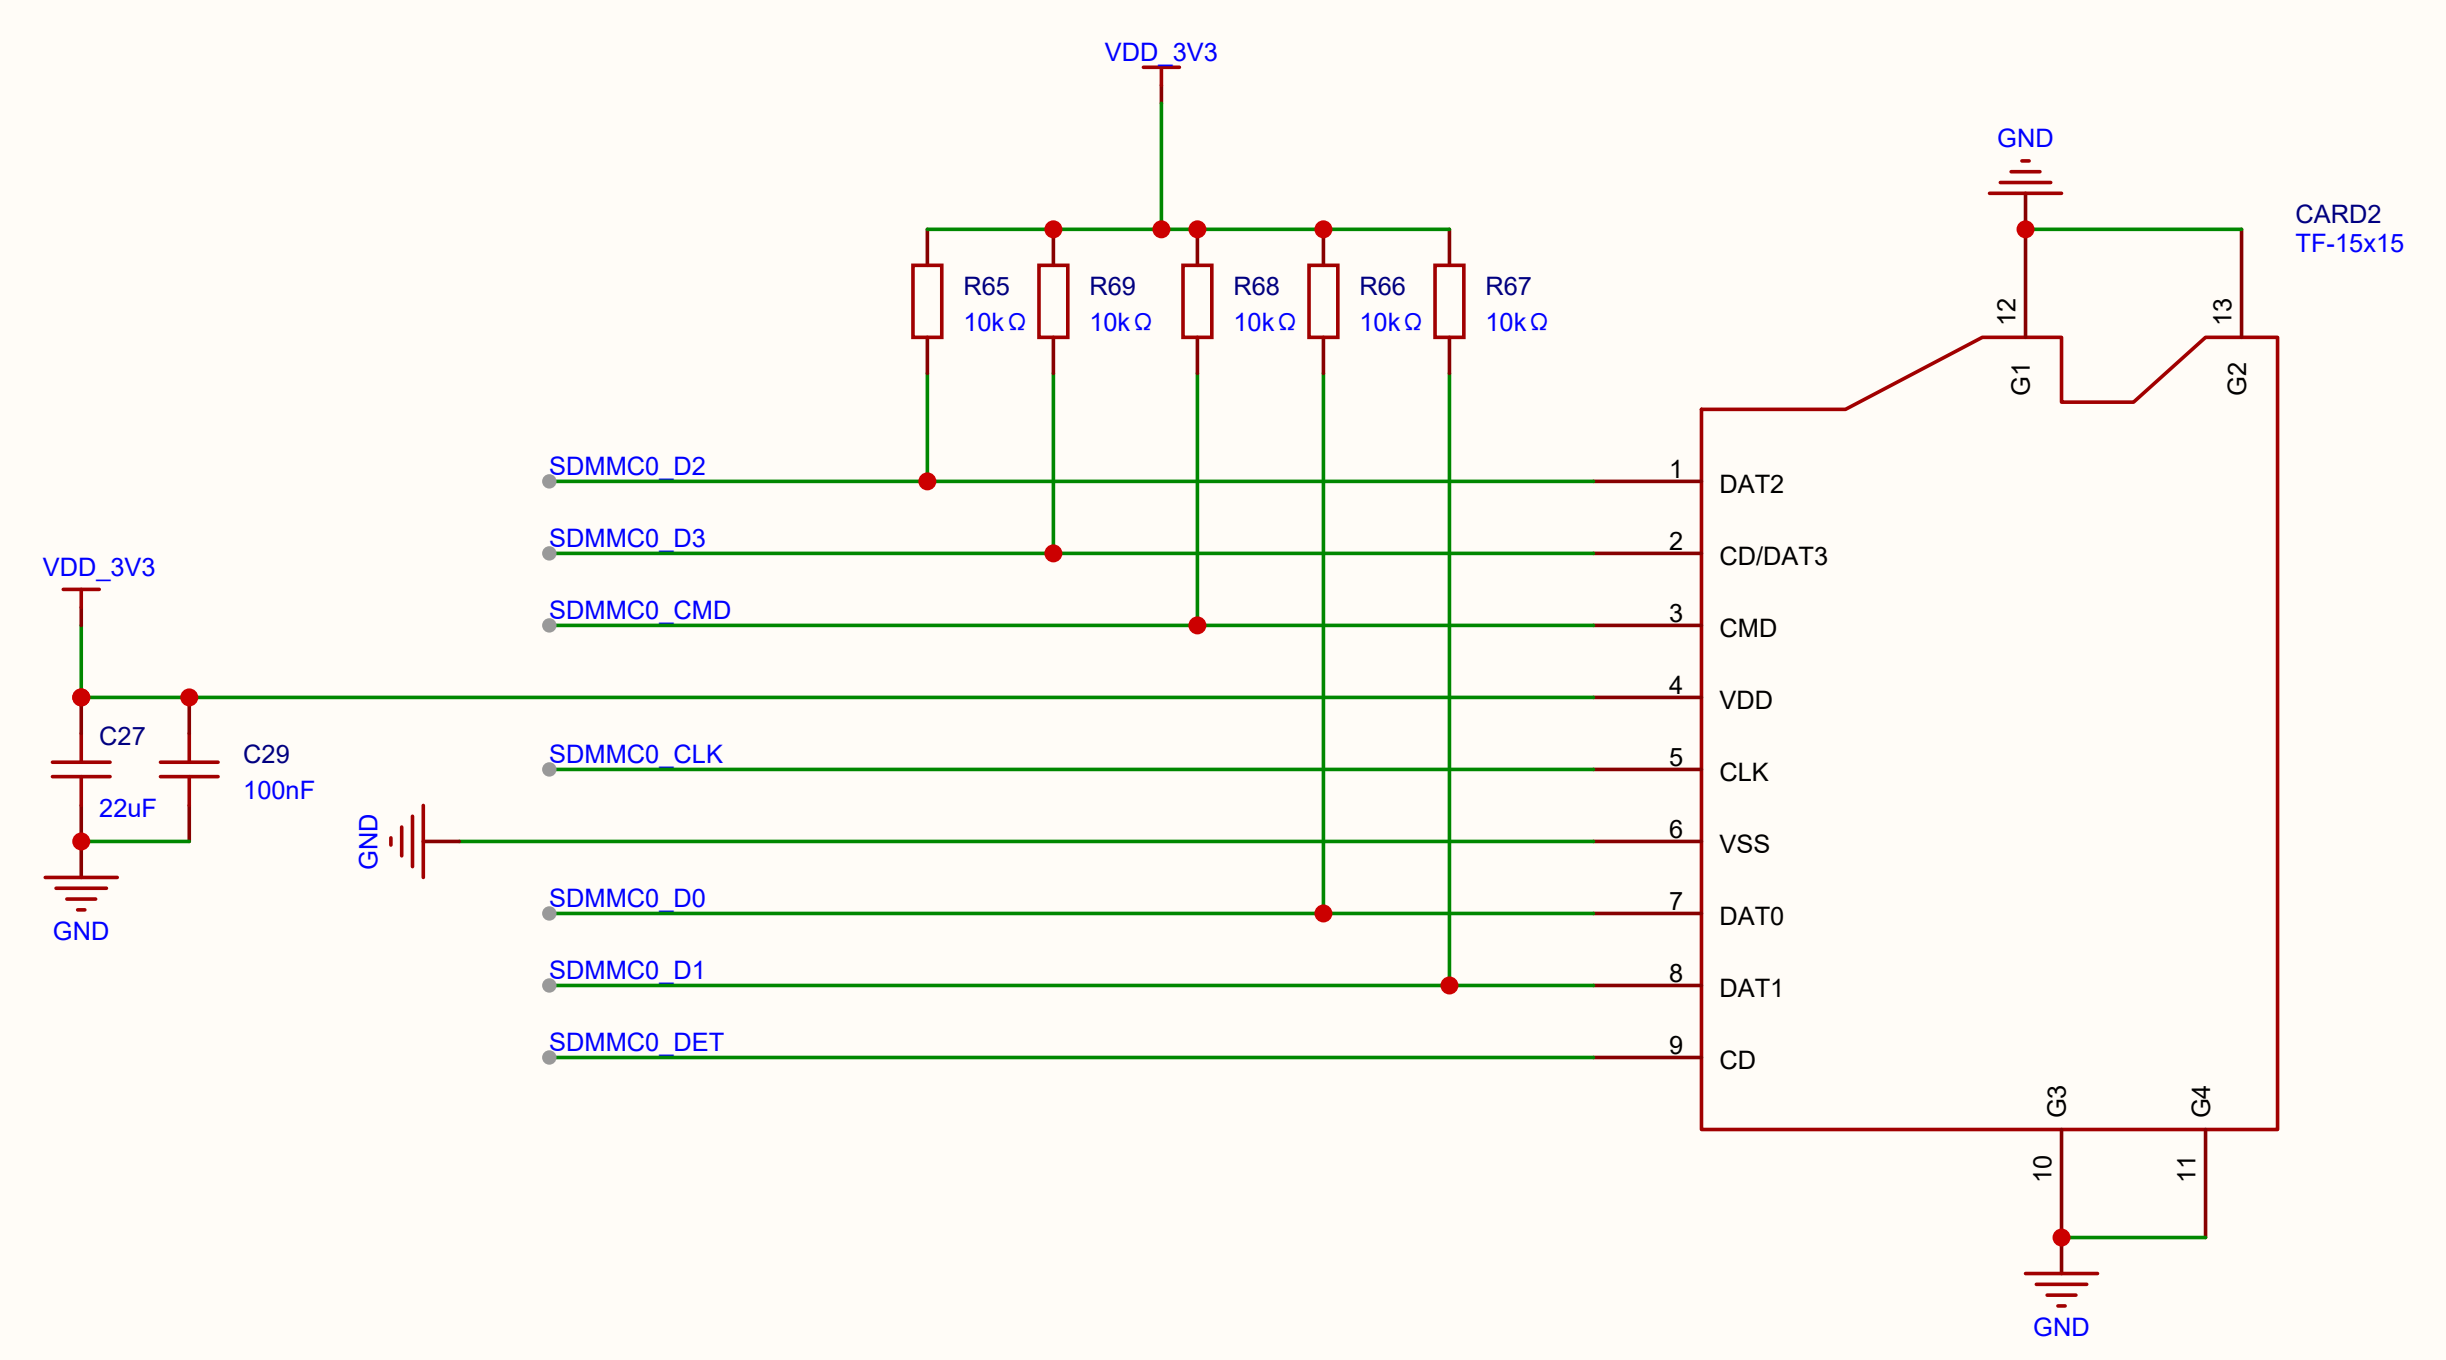 VDD_3V3
GND
CARD2
TF-15x15
R65
10kΩ
R69
10kΩ
R68
10kΩ
R66
10kΩ
R67
10kΩ
12
13
G1
G2
SDMMC0_D2
1
DAT2
SDMMC0_D3
2
CD/DAT3
VDD_3V3
SDMMC0_CMD
3
CMD
4
VDD
C27
22uF
C29
100nF
SDMMC0_CLK
5
CLK
GND
6
VSS
GND
SDMMC0_D0
7
DAT0
SDMMC0_D1
8
DAT1
SDMMC0_DET
9
CD
G3
G4
10
11
GND